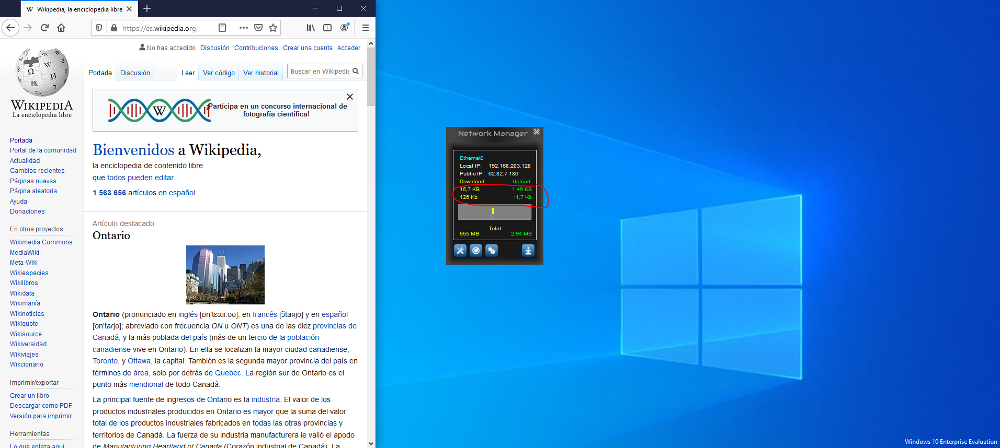 Wikipedia, la enciclopedia libre
https://es.wikipedia.org/
No has accedido Discusión Contribuciones Crear una cuenta Acceder
Portada Discusión Leer Ver código Ver historial Buscar en Wikipedia
WIKIPEDIA
La enciclopedia libre
Portada
Portal de la comunidad
Actualidad
Cambios recientes
Páginas nuevas
Página aleatoria
Ayuda
Donaciones
En otros proyectos
Wikimedia Commons
MediaWiki
Meta-Wiki
Wikiespecies
Wikilibros
Wikidata
Wikimanía
Wikinoticias
Wikiquote
Wikisource
Wikiversidad
Wikiviajes
Wikcionario
Imprimir/exportar
Crear un libro
Descargar como PDF
Versión para imprimir
Herramientas
Lo que enlaza aquí
¡Participa en un concurso internacional de
fotografía científica!
Bienvenidos a Wikipedia,
la enciclopedia de contenido libre
que todos pueden editar.
1 563 656 artículos en español.
Artículo destacado
Ontario
Ontario (pronunciado en inglés [ɒn'tɛəɹi.oʊ], en francés [ɔ̃taʀjo] y en español
[on'taɾjo]; abreviado con frecuencia ON u ONT) es una de las diez provincias de
Canadá, y la más poblada del país (más de un tercio de la población
canadiense vive en Ontario). En ella se localizan la mayor ciudad canadiense,
Toronto, y Ottawa, la capital. También es la segunda mayor provincia del país en
términos de área, solo por detrás de Quebec. La región sur de Ontario es el
punto más meridional de todo Canadá.
La principal fuente de ingresos de Ontario es la industria. El valor de los
productos industriales producidos en Ontario es mayor que la suma del valor
total de los productos industriales fabricados en todas las otras provincias y
territorios de Canadá. La fuerza de su industria manufacturera le valió el apodo
de Manufacturing Heartland of Canada (Corazón Industrial de Canadá). La
Network Manager
Ethernet0
Local IP: 192.168.203.128
Public IP: 62.82.7.186
Download: Upload:
15,7 KB 1,46 KB
126 Kb 11,7 Kb
Total:
555 MB 2,94 MB
Windows 10 Enterprise Evaluation